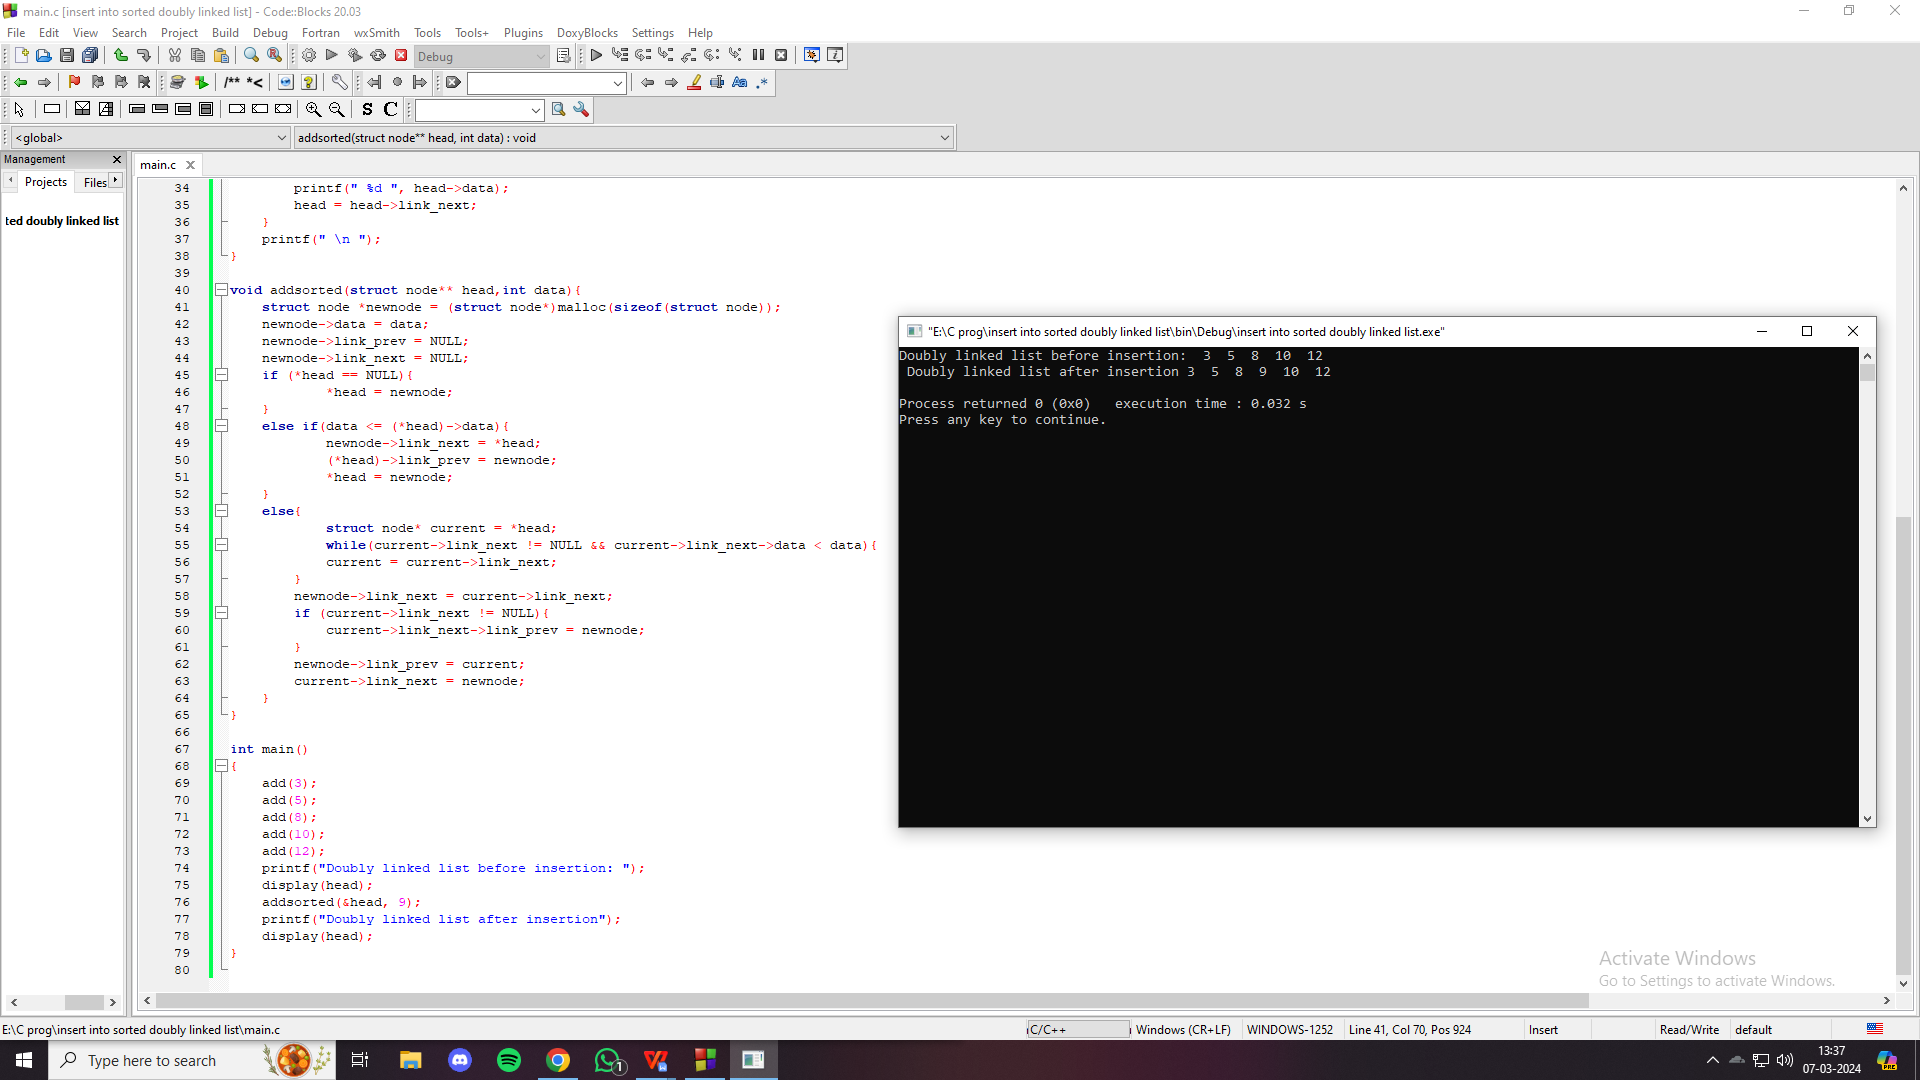 main.c [insert into sorted doubly linked list] - Code::Blocks 20.03
File Edit View Search Project Build Debug Fortran wxSmith Tools Tools+ Plugins DoxyBlocks Settings Help
Debug
/** *<
Aa .*
S C
<global> addsorted(struct node** head, int data) : void
Management
main.c
Projects Files
ted doubly linked list
34 printf(" %d ", head->data);
35 head = head->link_next;
36 }
37 printf(" \n ");
38 }
39
40 void addsorted(struct node** head,int data){
41 struct node *newnode = (struct node*)malloc(sizeof(struct node));
42 newnode->data = data;
43 newnode->link_prev = NULL;
44 newnode->link_next = NULL;
45 if (*head == NULL){
46 *head = newnode;
47 }
48 else if(data <= (*head)->data){
49 newnode->link_next = *head;
50 (*head)->link_prev = newnode;
51 *head = newnode;
52 }
53 else{
54 struct node* current = *head;
55 while(current->link_next != NULL && current->link_next->data < data){
56 current = current->link_next;
57 }
58 newnode->link_next = current->link_next;
59 if (current->link_next != NULL){
60 current->link_next->link_prev = newnode;
61 }
62 newnode->link_prev = current;
63 current->link_next = newnode;
64 }
65 }
66
67 int main()
68 {
69 add(3);
70 add(5);
71 add(8);
72 add(10);
73 add(12);
74 printf("Doubly linked list before insertion: ");
75 display(head);
76 addsorted(&head, 9);
77 printf("Doubly linked list after insertion");
78 display(head);
79 }
80
"E:\C prog\insert into sorted doubly linked list\bin\Debug\insert into sorted doubly linked list.exe"
Doubly linked list before insertion:  3  5  8  10  12
Doubly linked list after insertion 3  5  8  9  10  12
Process returned 0 (0x0)   execution time : 0.032 s
Press any key to continue.
Activate Windows
Go to Settings to activate Windows.
E:\C prog\insert into sorted doubly linked list\main.c C/C++ Windows (CR+LF) WINDOWS-1252 Line 41, Col 70, Pos 924 Insert Read/Write default
Type here to search
1
13:37
07-03-2024
PRE